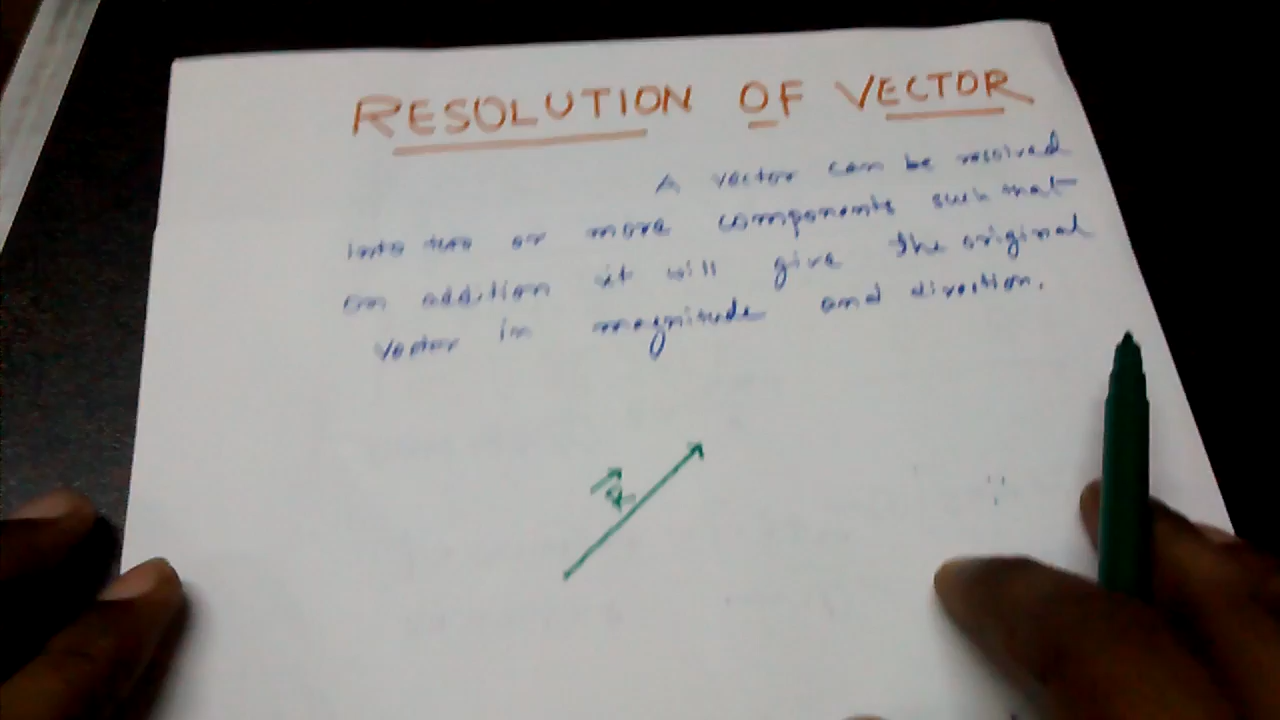 RESOLUTION OF VECTOR
A vector can be resolved
into two or more components such that
on addition it will give the original
vector in magnitude and direction.
R